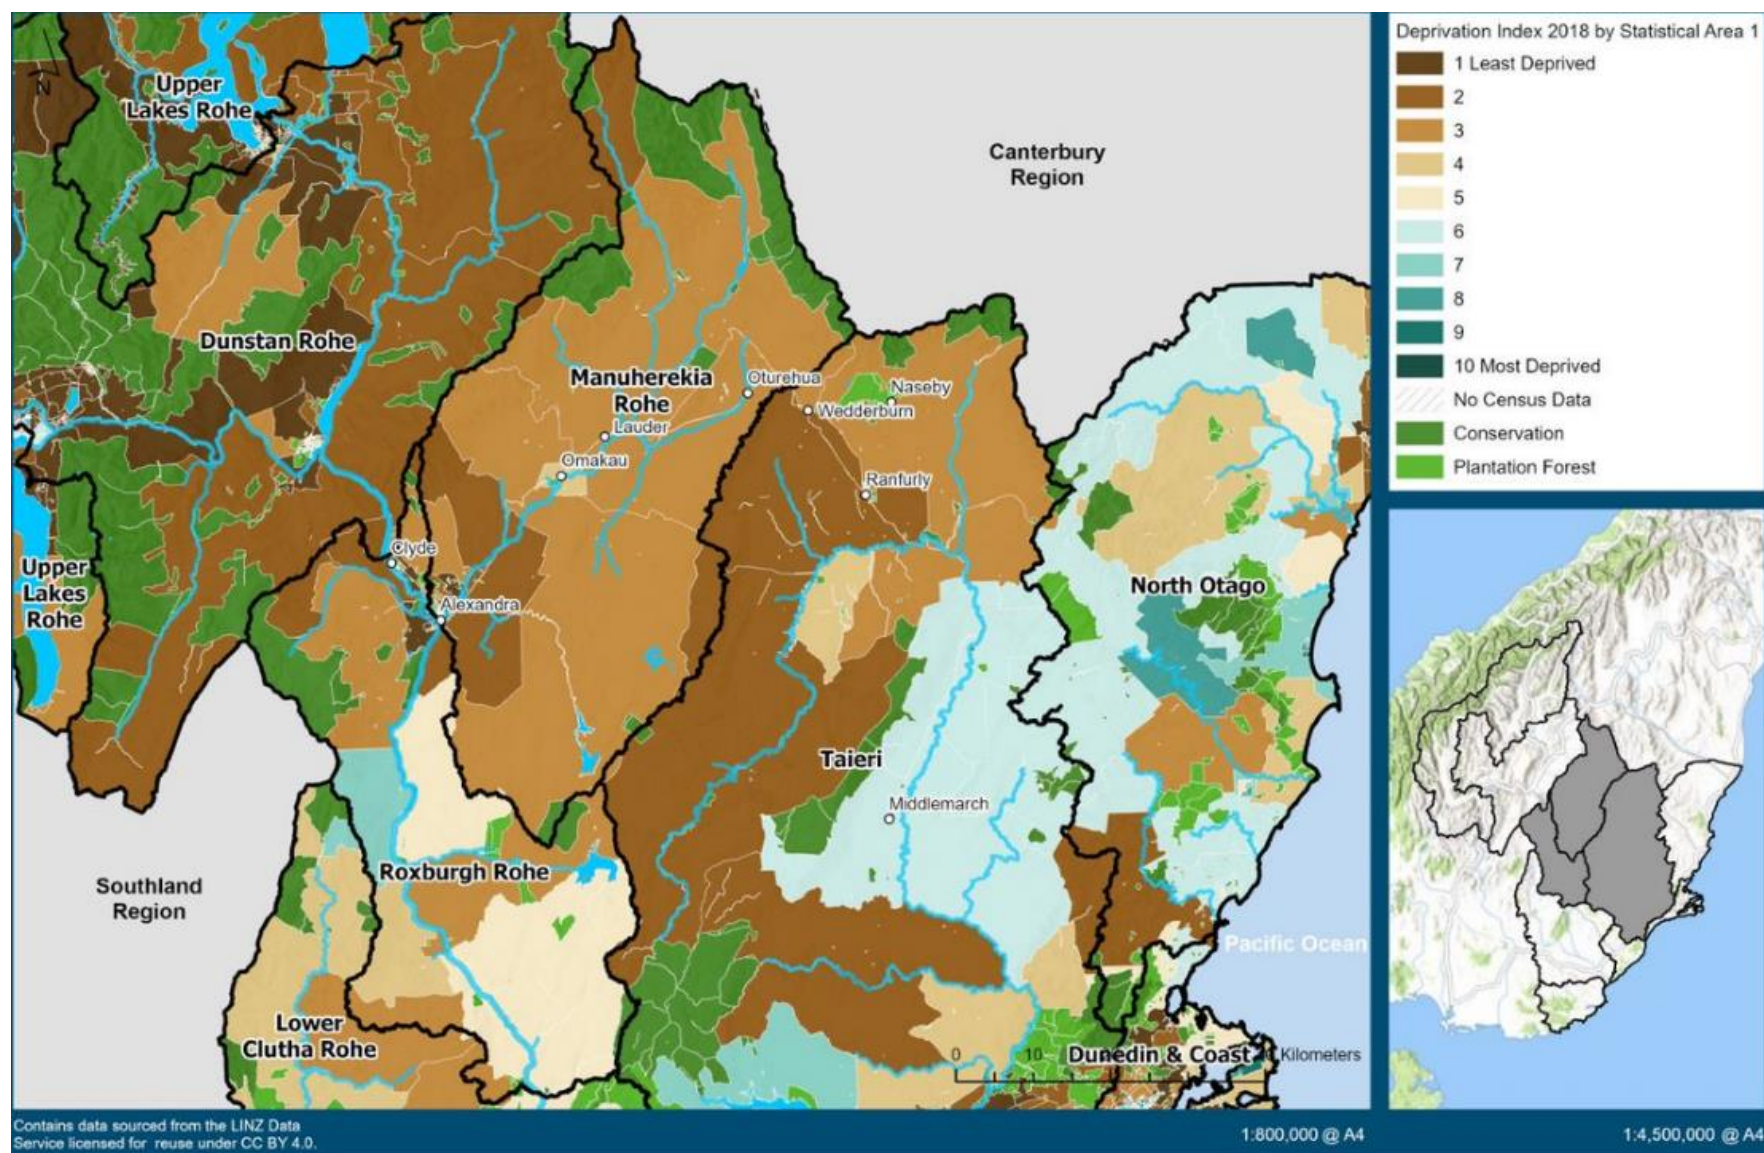 N
Upper
Lakes Rohe
Canterbury
Region
Dunstan Rohe
Manuherekia
Rohe
Oturehua
Naseby
Wedderburn
Lauder
Omakau
Ranfurly
Clyde
Alexandra
Upper
Lakes
Rohe
North Otago
Taieri
Middlemarch
Roxburgh Rohe
Southland
Region
Pacific Ocean
Lower
Clutha Rohe
Dunedin & Coast
0 10 Kilometers
Deprivation Index 2018 by Statistical Area 1
1 Least Deprived
2
3
4
5
6
7
8
9
10 Most Deprived
No Census Data
Conservation
Plantation Forest
Contains data sourced from the LINZ Data
Service licensed for reuse under CC BY 4.0.
1:800,000 @ A4
1:4,500,000 @ A4